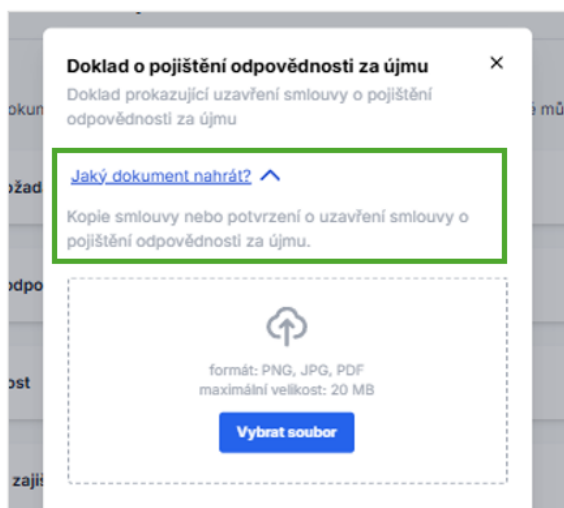 Doklad o pojištění odpovědnosti za újmu
Doklad prokazující uzavření smlouvy o pojištění
odpovědnosti za újmu
Jaký dokument nahrát?
Kopie smlouvy nebo potvrzení o uzavření smlouvy o
pojištění odpovědnosti za újmu.
formát: PNG, JPG, PDF
maximální velikost: 20 MB
Vybrat soubor